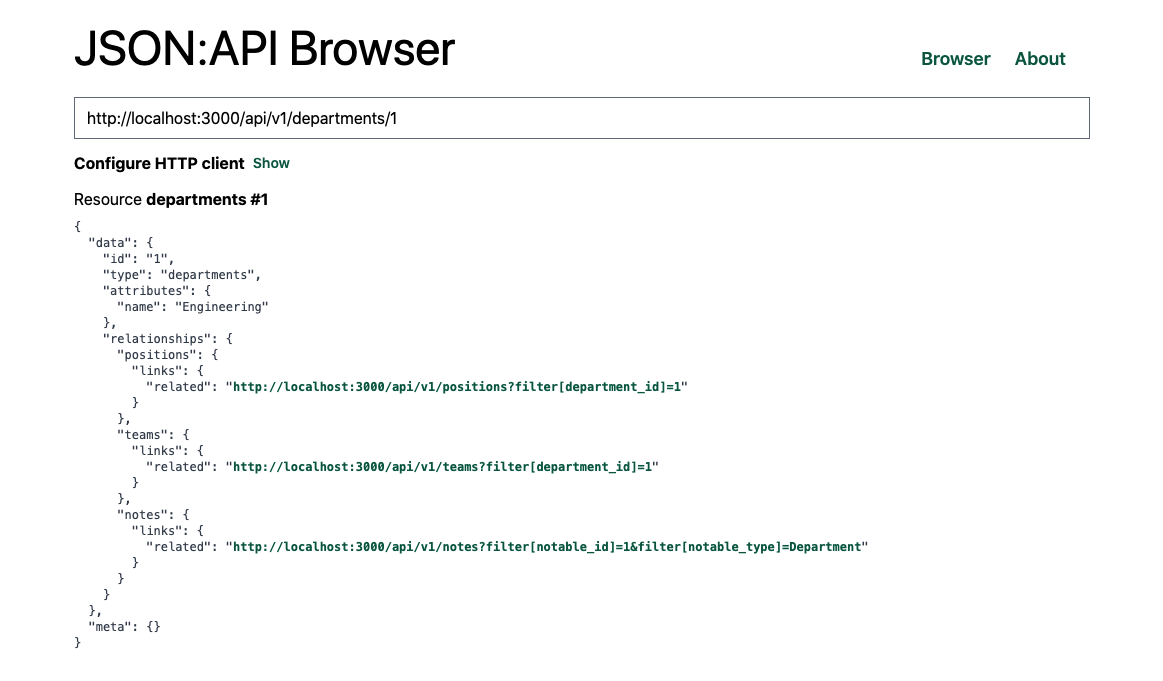 JSON:API Browser
Browser About
http://localhost:3000/api/v1/departments/1
Configure HTTP client Show
Resource departments #1
{
  "data": {
    "id": "1",
    "type": "departments",
    "attributes": {
      "name": "Engineering"
    },
    "relationships": {
      "positions": {
        "links": {
          "related": "http://localhost:3000/api/v1/positions?filter[department_id]=1"
        }
      },
      "teams": {
        "links": {
          "related": "http://localhost:3000/api/v1/teams?filter[department_id]=1"
        }
      },
      "notes": {
        "links": {
          "related": "http://localhost:3000/api/v1/notes?filter[notable_id]=1&filter[notable_type]=Department"
        }
      }
    }
  },
  "meta": {}
}